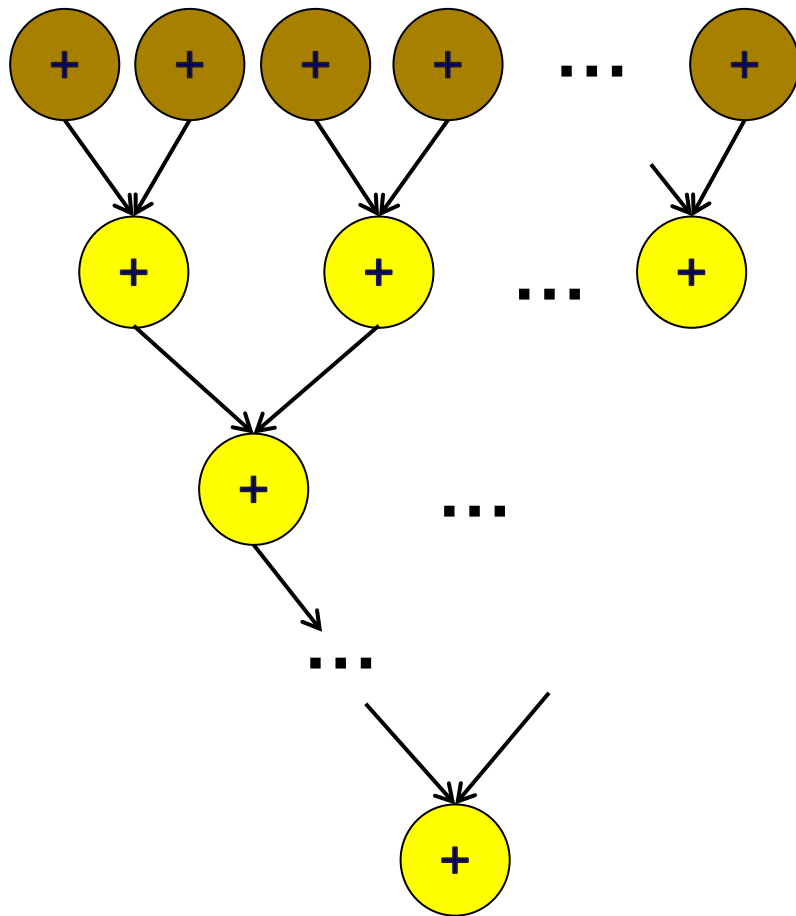 + + + + ... +
+ + ... +
+ ...
...
+